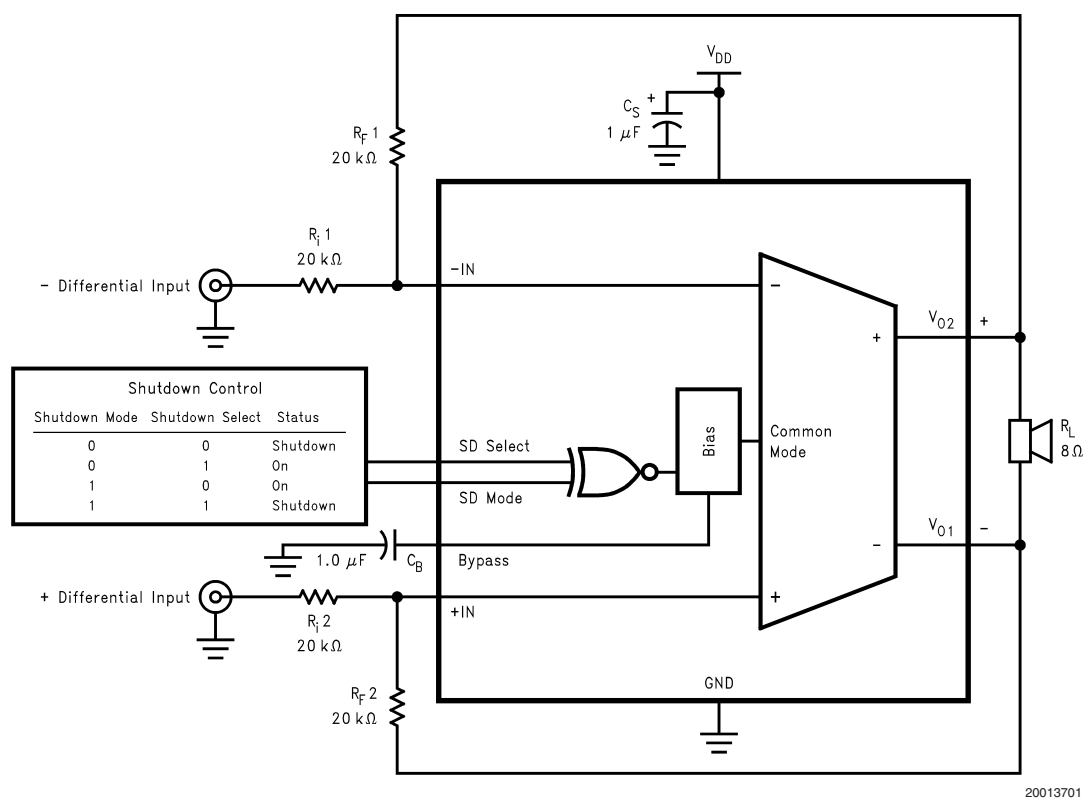 V_DD
C_S +
1 μF
R_F 1
20 kΩ
R_i 1
20 kΩ
- Differential Input
-IN
-
V_O2 +
+
Shutdown Control
Shutdown Mode Shutdown Select Status
0 0 Shutdown
0 1 On
1 0 On
1 1 Shutdown
SD Select
SD Mode
Bias
Common
Mode
R_L
8 Ω
V_O1 -
-
1.0 μF C_B
Bypass
+ Differential Input
+IN
+
R_i 2
20 kΩ
R_F 2
20 kΩ
GND
20013701